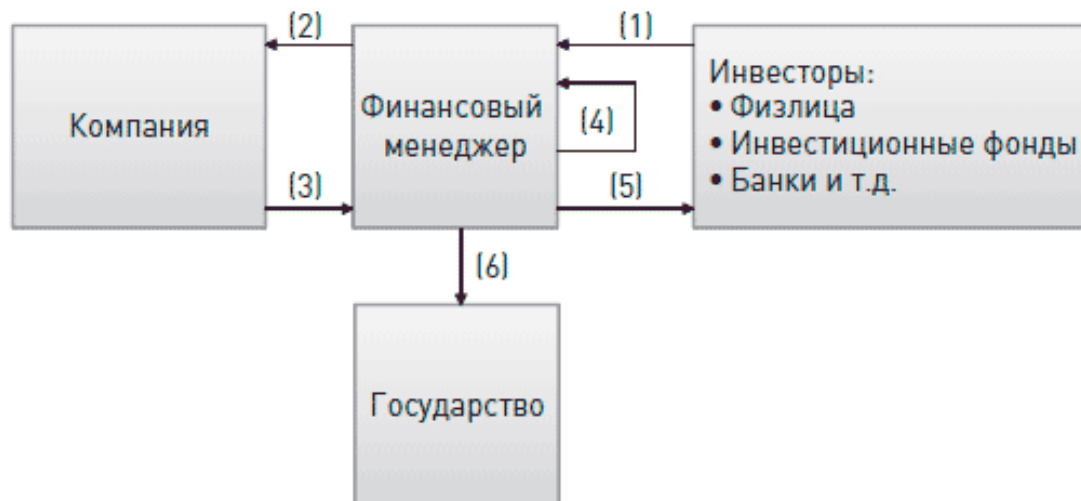 (2)
(1)
Компания
Финансовый
менеджер
(4)
Инвесторы:
• Физлица
• Инвестиционные фонды
• Банки и т.д.
(3)
(5)
(6)
Государство